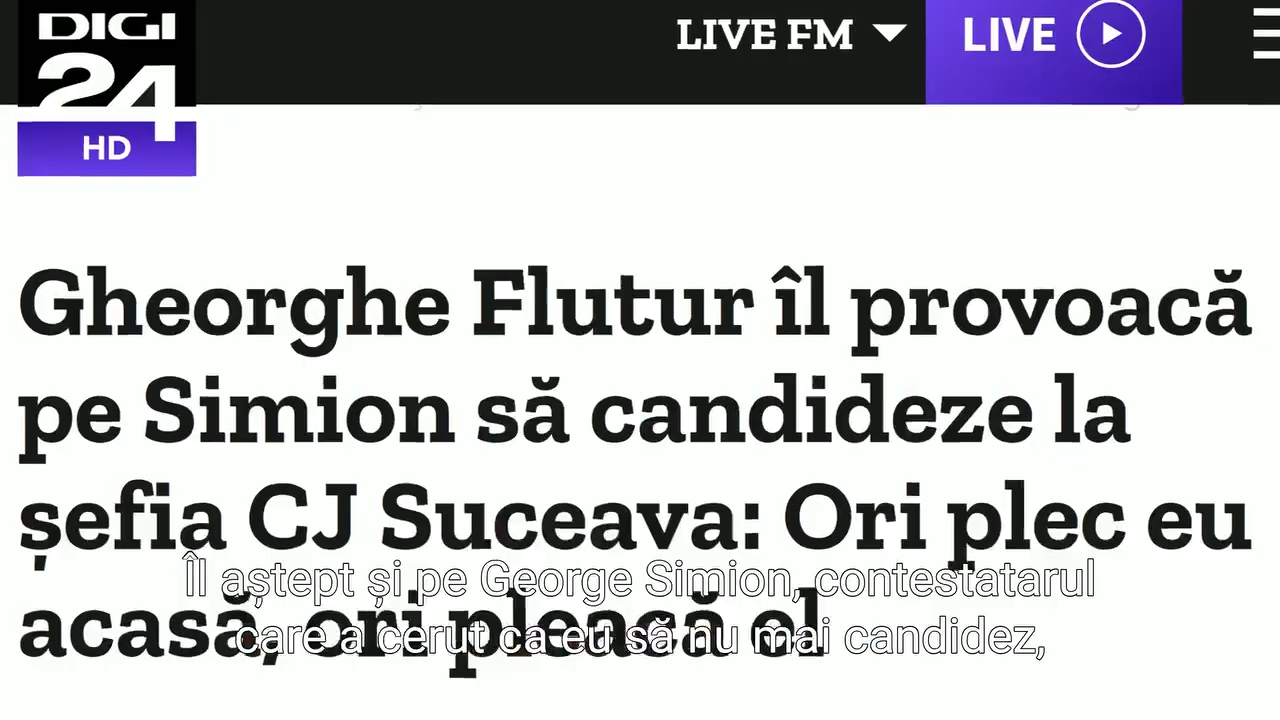 DIGI
24
HD
LIVE FM
LIVE
Gheorghe Flutur îl provoacă
pe Simion să candideze la
șefia CJ Suceava: Ori plec eu
acasă, ori pleacă el
Îl aștept și pe George Simion, contestatarul
care a cerut ca eu să nu mai candidez,